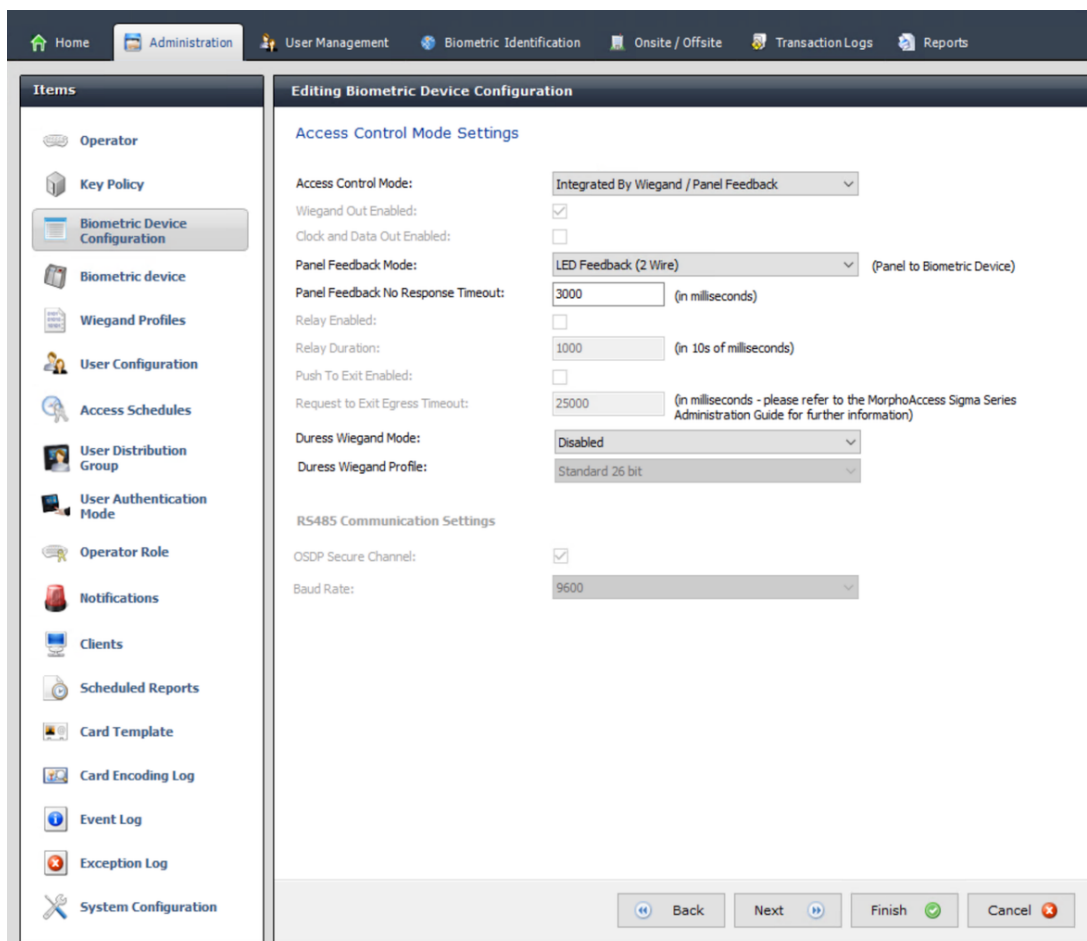 Home
Administration
User Management
Biometric Identification
Onsite / Offsite
Transaction Logs
Reports
Items
Operator
Key Policy
Biometric Device
Configuration
Biometric device
Wiegand Profiles
User Configuration
Access Schedules
User Distribution
Group
User Authentication
Mode
Operator Role
Notifications
Clients
Scheduled Reports
Card Template
Card Encoding Log
Event Log
Exception Log
System Configuration
Editing Biometric Device Configuration
Access Control Mode Settings
Access Control Mode: Integrated By Wiegand / Panel Feedback
Wiegand Out Enabled:
Clock and Data Out Enabled:
Panel Feedback Mode: LED Feedback (2 Wire) (Panel to Biometric Device)
Panel Feedback No Response Timeout: 3000 (in milliseconds)
Relay Enabled:
Relay Duration: 1000 (in 10s of milliseconds)
Push To Exit Enabled:
Request to Exit Egress Timeout: 25000 (in milliseconds - please refer to the MorphoAccess Sigma Series
Administration Guide for further information)
Duress Wiegand Mode: Disabled
Duress Wiegand Profile: Standard 26 bit
RS485 Communication Settings
OSDP Secure Channel:
Baud Rate: 9600
Back
Next
Finish
Cancel